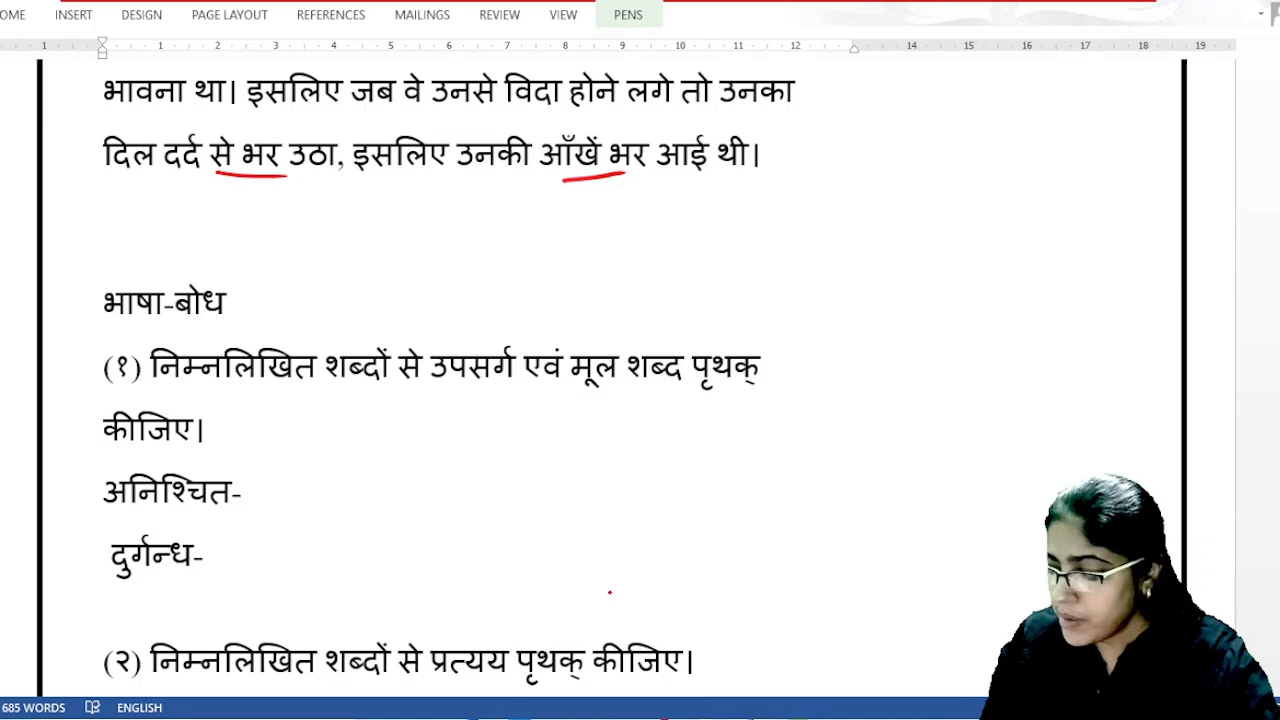 OME INSERT DESIGN PAGE LAYOUT REFERENCES MAILINGS REVIEW VIEW PENS
1 1 2 3 4 5 6 7 8 9 10 11 12 14 15 16 17 18 19
भावना था। इसलिए जब वे उनसे विदा होने लगे तो उनका
दिल दर्द से भर उठा, इसलिए उनकी आँखें भर आई थी।
भाषा-बोध
(१) निम्नलिखित शब्दों से उपसर्ग एवं मूल शब्द पृथक्
कीजिए।
अनिश्चित-
दुर्गन्ध-
(२) निम्नलिखित शब्दों से प्रत्यय पृथक् कीजिए।
685 WORDS ENGLISH